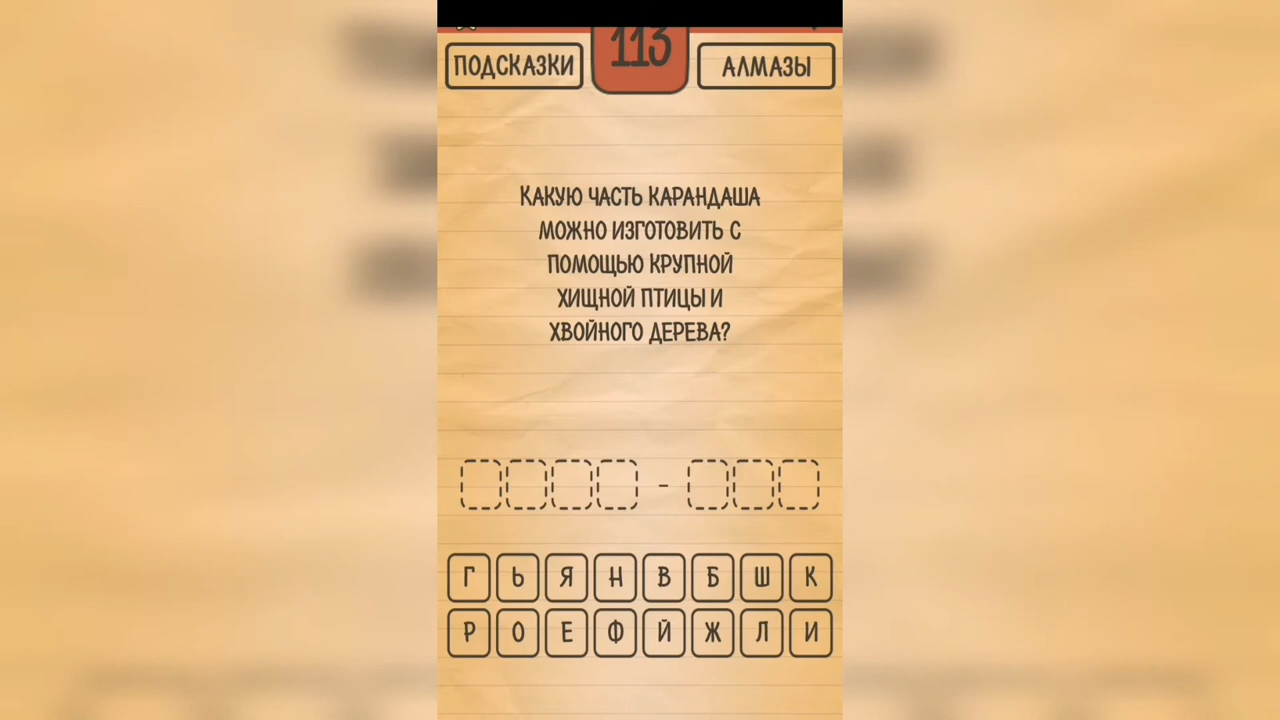 113
ПОДСКАЗКИ
АЛМАЗЫ
КАКУЮ ЧАСТЬ КАРАНДАША
МОЖНО ИЗГОТОВИТЬ С
ПОМОЩЬЮ КРУПНОЙ
ХИЩНОЙ ПТИЦЫ И
ХВОЙНОГО ДЕРЕВА?
-
Г Ь Я Н В Б Ш К
Р О Е Ф Й Ж Л И